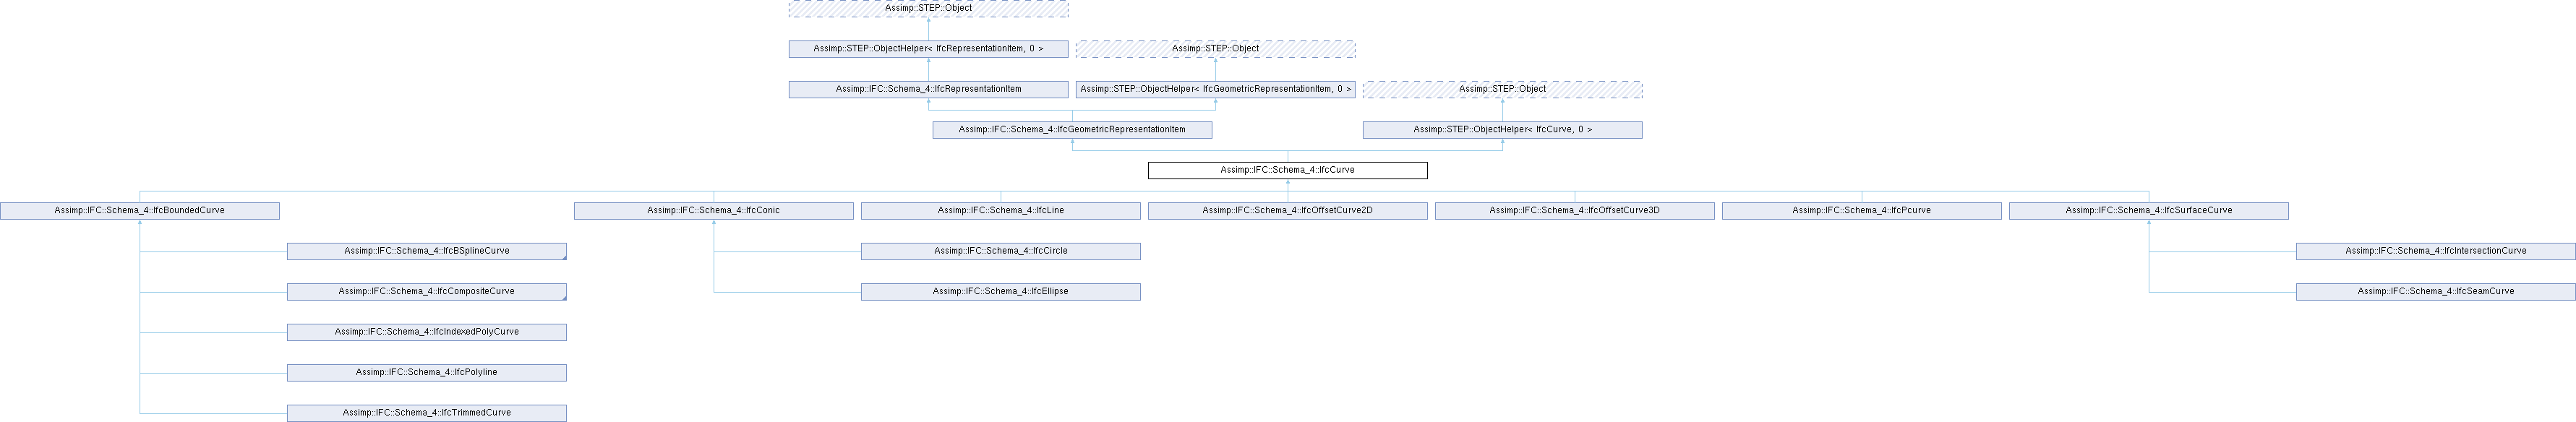 Assimp::STEP::Object
Assimp::STEP::ObjectHelper< IfcRepresentationItem, 0 >
Assimp::STEP::Object
Assimp::IFC::Schema_4::IfcRepresentationItem
Assimp::STEP::ObjectHelper< IfcGeometricRepresentationItem, 0 >
Assimp::STEP::Object
Assimp::IFC::Schema_4::IfcGeometricRepresentationItem
Assimp::STEP::ObjectHelper< IfcCurve, 0 >
Assimp::IFC::Schema_4::IfcCurve
Assimp::IFC::Schema_4::IfcBoundedCurve
Assimp::IFC::Schema_4::IfcConic
Assimp::IFC::Schema_4::IfcLine
Assimp::IFC::Schema_4::IfcOffsetCurve2D
Assimp::IFC::Schema_4::IfcOffsetCurve3D
Assimp::IFC::Schema_4::IfcPcurve
Assimp::IFC::Schema_4::IfcSurfaceCurve
Assimp::IFC::Schema_4::IfcBSplineCurve
Assimp::IFC::Schema_4::IfcCircle
Assimp::IFC::Schema_4::IfcIntersectionCurve
Assimp::IFC::Schema_4::IfcCompositeCurve
Assimp::IFC::Schema_4::IfcEllipse
Assimp::IFC::Schema_4::IfcSeamCurve
Assimp::IFC::Schema_4::IfcIndexedPolyCurve
Assimp::IFC::Schema_4::IfcPolyline
Assimp::IFC::Schema_4::IfcTrimmedCurve